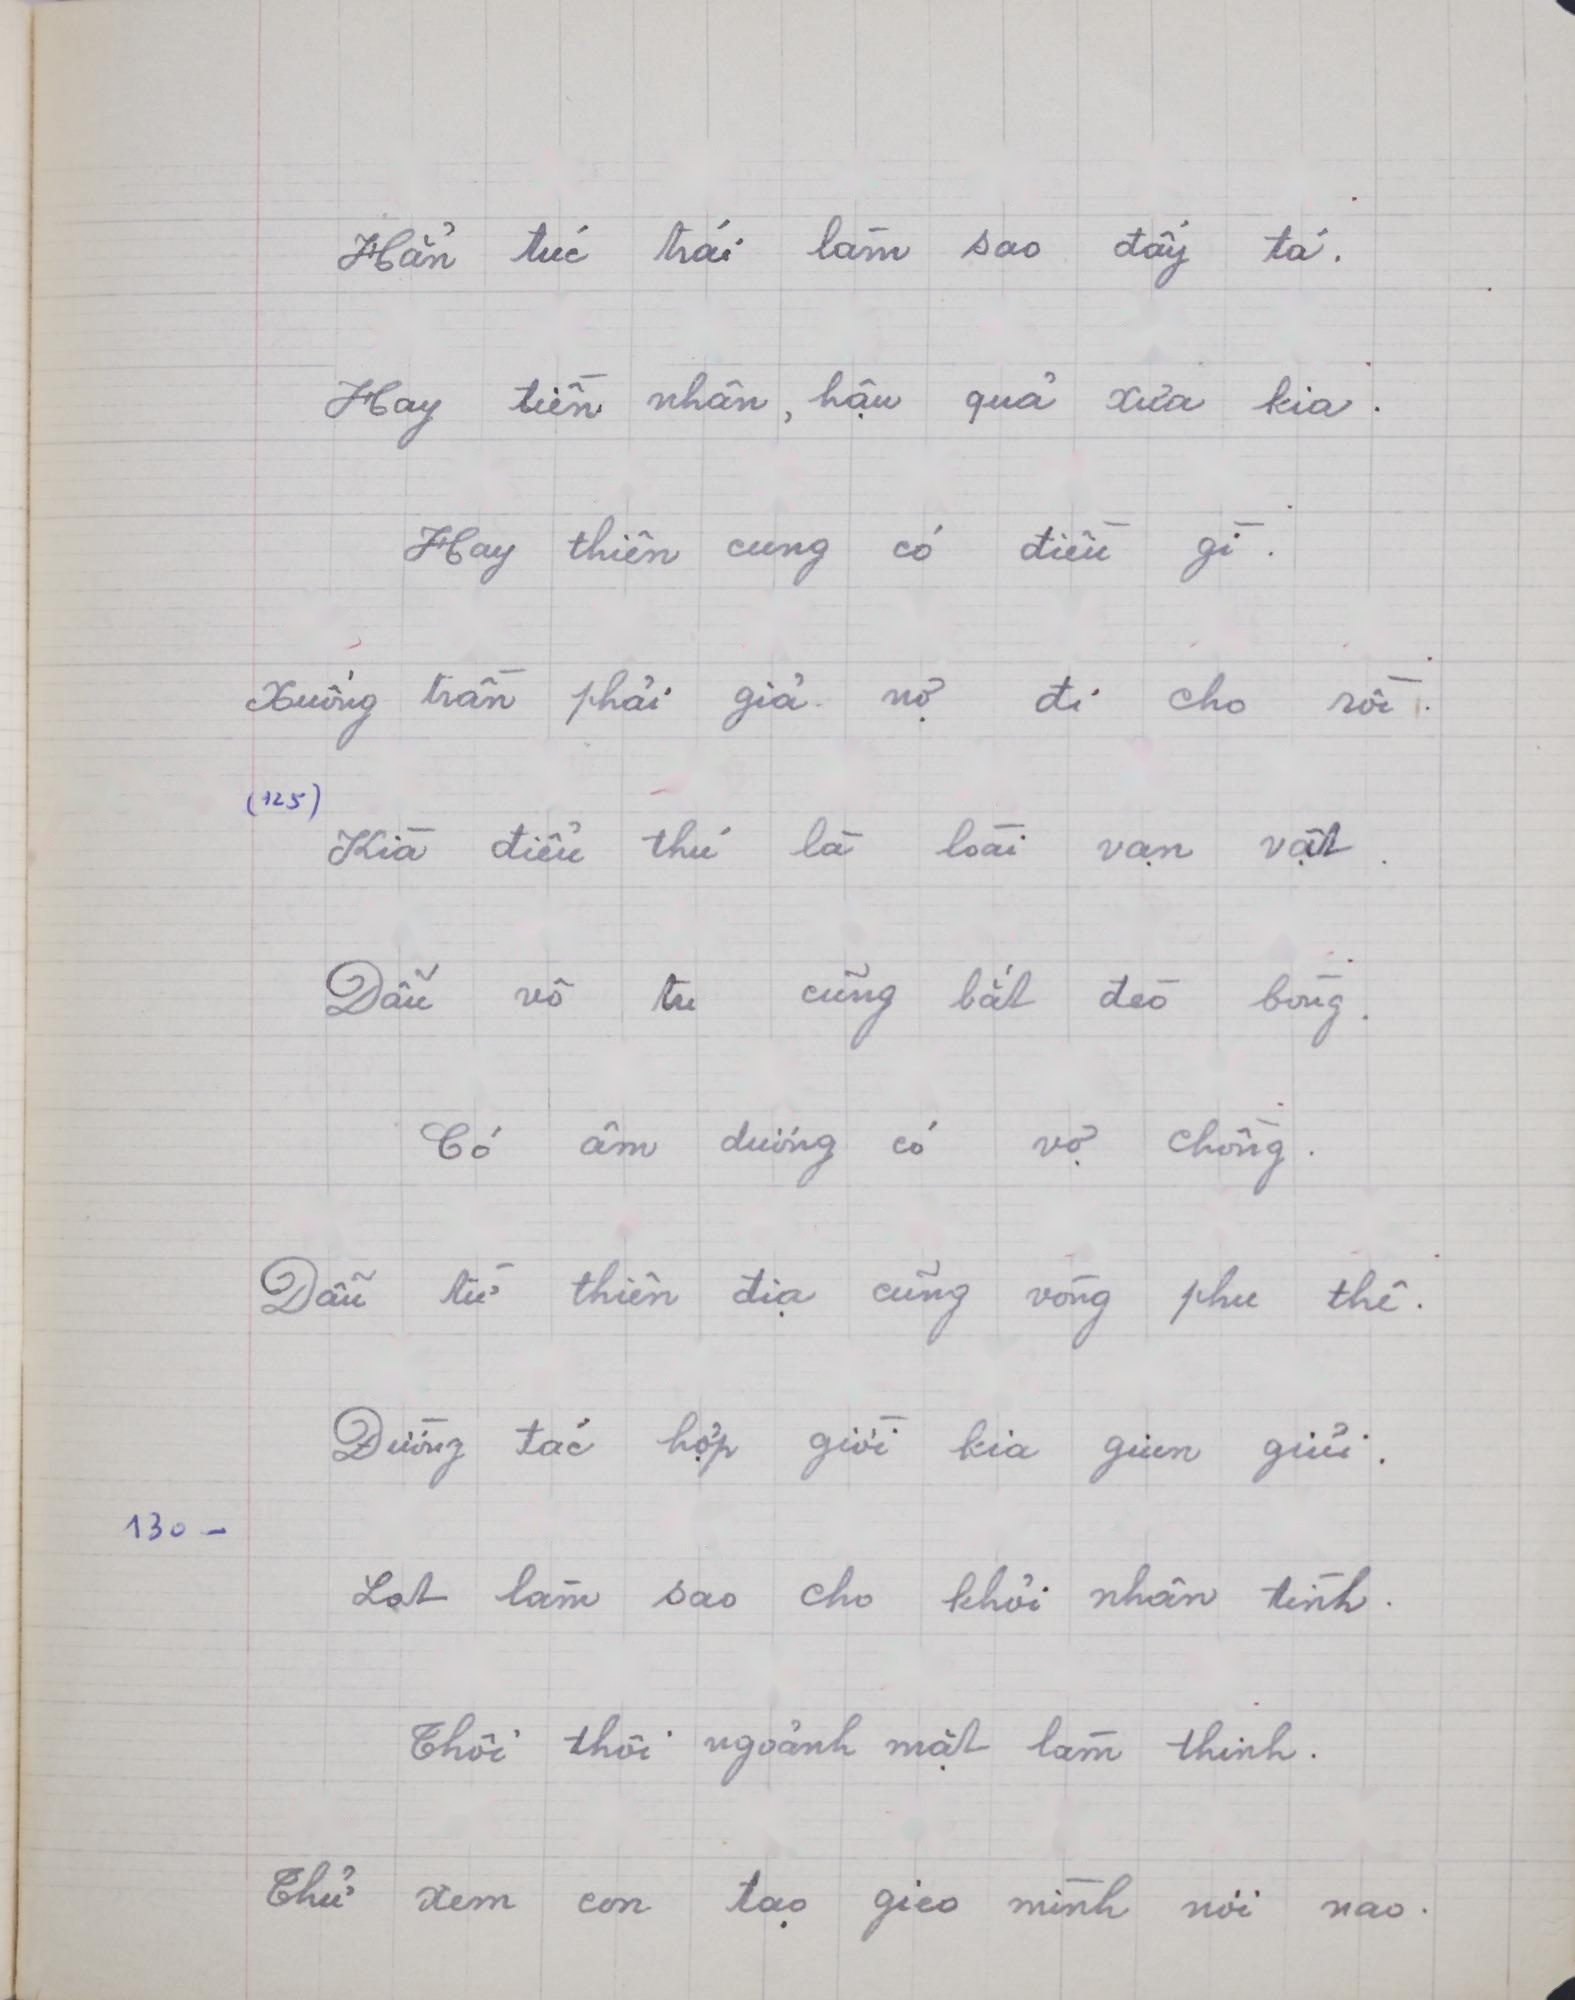 Hẳn túc trái làm sao đấy tá.
Hay tiền nhân, hậu quả xưa kia.
Hay thiên cung có điều gì.
Xuống trần phải giả nợ đi cho rồi.
(125)
Kìa điểu thú là loài vạn vật.
Dẫu vô tư cũng bắt đèo bòng.
Có âm dương có vợ chồng.
Dẫu từ thiên địa cũng vòng phu thê.
Đường tác hợp giời kia giun giủi.
130 -
Lọt làm sao cho khỏi nhân tình.
Thôi thôi ngoảnh mặt làm thinh.
Thử xem con tạo gieo mình nơi nao.